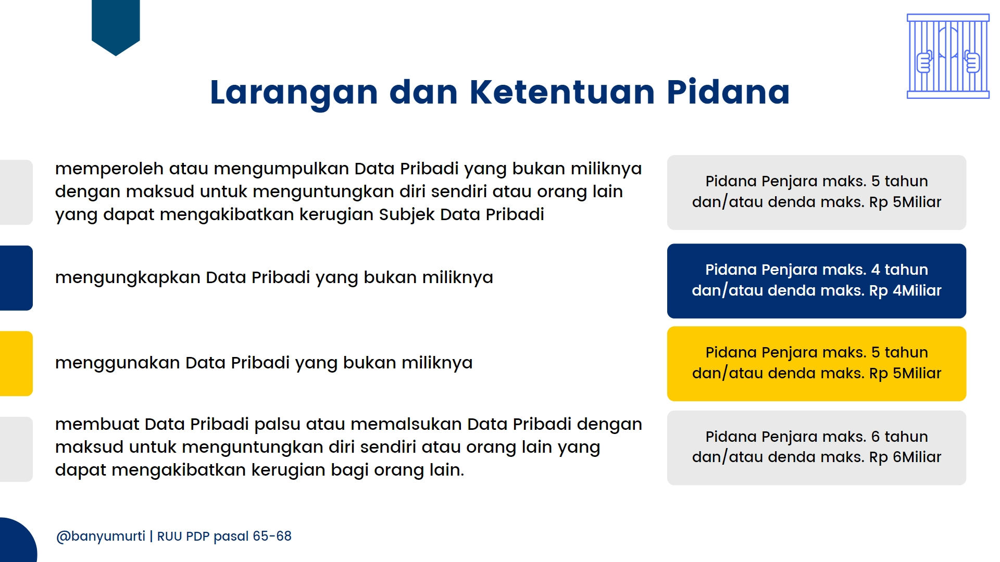 Larangan dan Ketentuan Pidana
memperoleh atau mengumpulkan Data Pribadi yang bukan miliknya
dengan maksud untuk menguntungkan diri sendiri atau orang lain
yang dapat mengakibatkan kerugian Subjek Data Pribadi
Pidana Penjara maks. 5 tahun
dan/atau denda maks. Rp 5Miliar
mengungkapkan Data Pribadi yang bukan miliknya
Pidana Penjara maks. 4 tahun
dan/atau denda maks. Rp 4Miliar
menggunakan Data Pribadi yang bukan miliknya
Pidana Penjara maks. 5 tahun
dan/atau denda maks. Rp 5Miliar
membuat Data Pribadi palsu atau memalsukan Data Pribadi dengan
maksud untuk menguntungkan diri sendiri atau orang lain yang
dapat mengakibatkan kerugian bagi orang lain.
Pidana Penjara maks. 6 tahun
dan/atau denda maks. Rp 6Miliar
@banyumurti | RUU PDP pasal 65-68